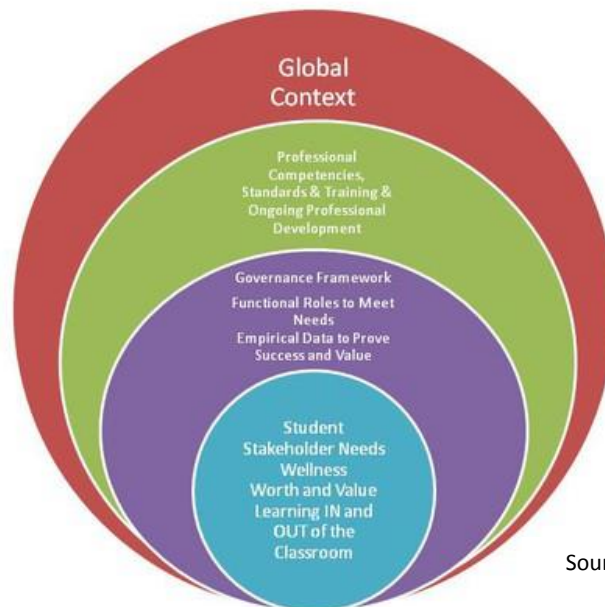 Global
Context
Professional
Competencies,
Standards & Training &
Ongoing Professional
Development
Governance Framework
Functional Roles to Meet
Needs
Empirical Data to Prove
Success and Value
Student
Stakeholder Needs
Wellness
Worth and Value
Learning IN and
OUT of the
Classroom